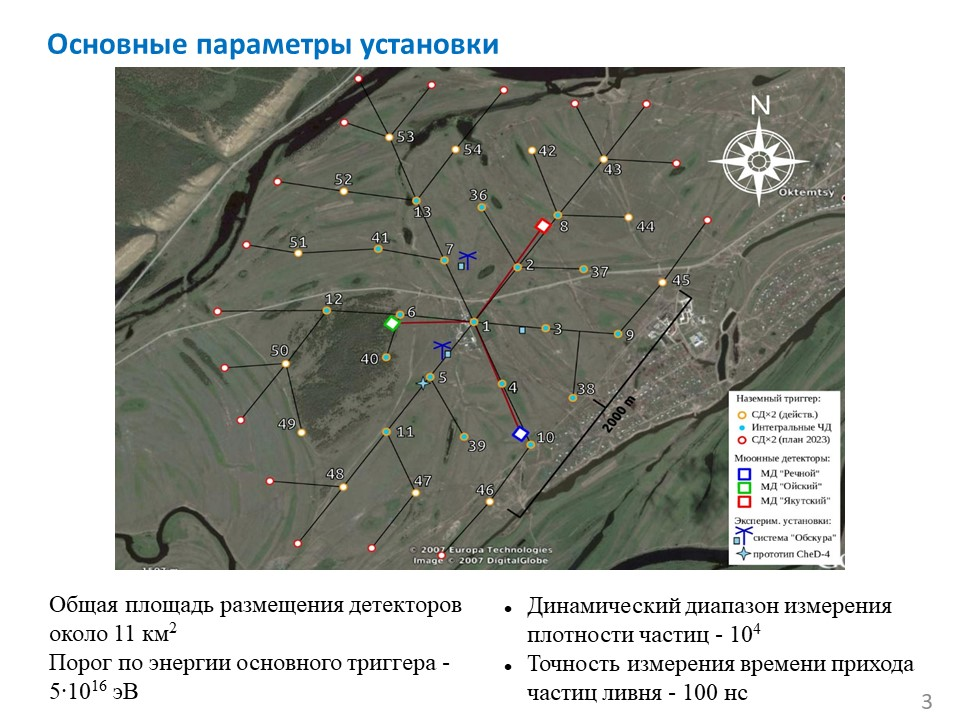 Основные параметры установки
N
Oktemtsy
53
54
42
43
52
36
13
8
44
51
41
7
2
37
45
12
6
1
3
9
50
40
5
4
38
2000 m
49
11
39
10
48
47
46
Наземный триггер:
СД×2 (действ.)
Интегральные ЧД
СД×2 (план 2023)
Мюонные детекторы:
МД "Речной"
МД "Ойский"
МД "Якутский"
Эксперим. установки:
система "Обскура"
прототип CheD-4
© 2007 Europa Technologies
Image © 2007 DigitalGlobe
Общая площадь размещения детекторов
около 11 км²
Порог по энергии основного триггера -
5·10¹⁶ эВ
• Динамический диапазон измерения
плотности частиц - 10⁴
• Точность измерения времени прихода
частиц ливня - 100 нс
3